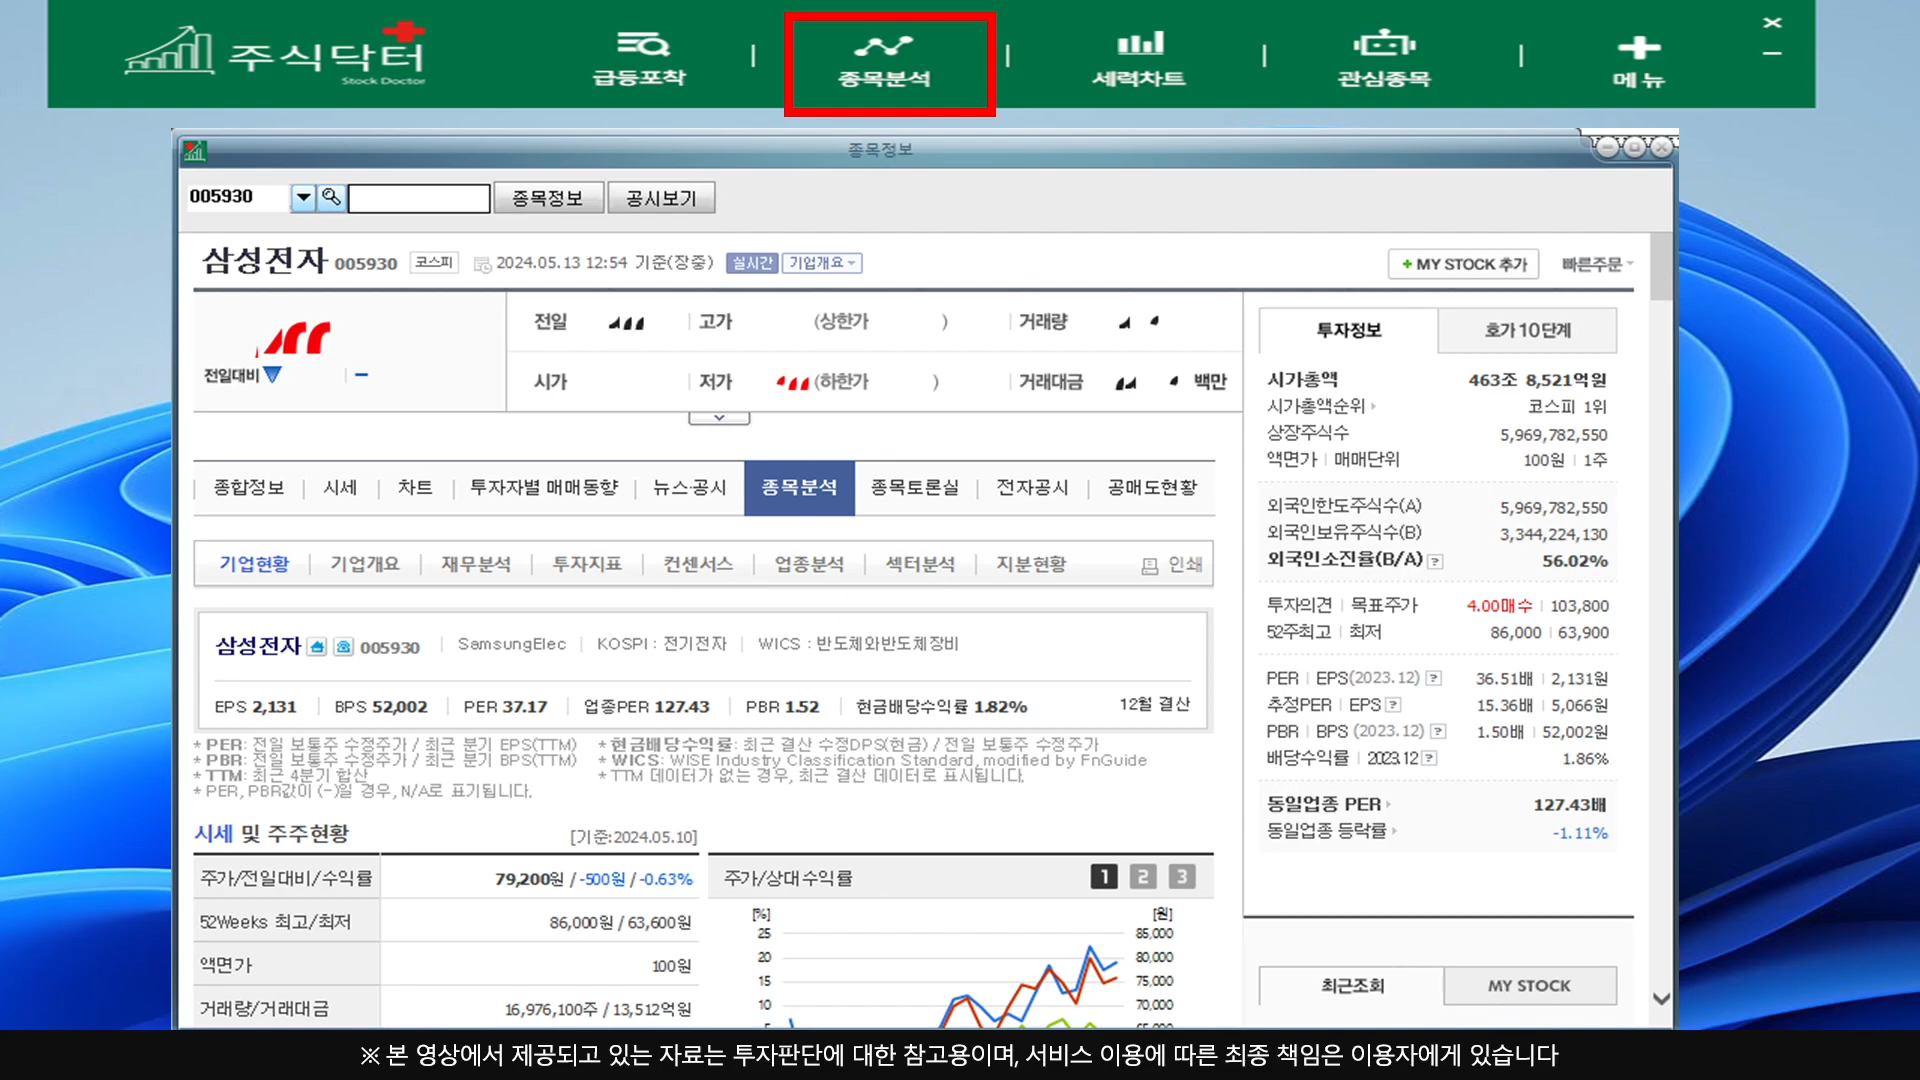 주식닥터
Stock Doctor
급등포착
종목분석
세력차트
관심종목
메뉴
종목정보
005930
종목정보
공시보기
삼성전자 005930 코스피 2024.05.13 12:54 기준(장중) 실시간 기업개요
+ MY STOCK 추가 빠른주문
전일 고가 (상한가 ) 거래량
전일대비
시가 저가 (하한가 ) 거래대금 백만
종합정보 시세 차트 투자자별 매매동향 뉴스·공시 종목분석 종목토론실 전자공시 공매도현황
기업현황 기업개요 재무분석 투자지표 컨센서스 업종분석 섹터분석 지분현황 인쇄
삼성전자 005930 SamsungElec KOSPI : 전기전자 WICS : 반도체와반도체장비
EPS 2,131 BPS 52,002 PER 37.17 업종PER 127.43 PBR 1.52 현금배당수익률 1.82% 12월 결산
* PER: 전일 보통주 수정주가 / 최근 분기 EPS(TTM)
* PBR: 전일 보통주 수정주가 / 최근 분기 BPS(TTM)
* TTM: 최근 4분기 합산
* PER, PBR값이 (-)일 경우, N/A로 표기됩니다.
* 현금배당수익률: 최근 결산 수정DPS(현금) / 전일 보통주 수정주가
* WICS: WISE Industry Classification Standard, modified by FnGuide
* TTM 데이터가 없는 경우, 최근 결산 데이터로 표시됩니다.
시세 및 주주현황 [기준:2024.05.10]
주가/전일대비/수익률 79,200원 / -500원 / -0.63%
52Weeks 최고/최저 86,000원 / 63,600원
액면가 100원
거래량/거래대금 16,976,100주 / 13,512억원
주가/상대수익률 1 2 3
[%] [원]
25 85,000
20 80,000
15 75,000
10 70,000
5 65,000
투자정보 호가10단계
시가총액 463조 8,521억원
시가총액순위 코스피 1위
상장주식수 5,969,782,550
액면가 매매단위 100원 1주
외국인한도주식수(A) 5,969,782,550
외국인보유주식수(B) 3,344,224,130
외국인소진율(B/A) ? 56.02%
투자의견 목표주가 4.00매수 103,800
52주최고 최저 86,000 63,900
PER EPS(2023.12) ? 36.51배 2,131원
추정PER EPS ? 15.36배 5,066원
PBR BPS (2023.12) ? 1.50배 52,002원
배당수익률 2023.12 ? 1.86%
동일업종 PER 127.43배
동일업종 등락률 -1.11%
최근조회 MY STOCK
※ 본 영상에서 제공되고 있는 자료는 투자판단에 대한 참고용이며, 서비스 이용에 따른 최종 책임은 이용자에게 있습니다